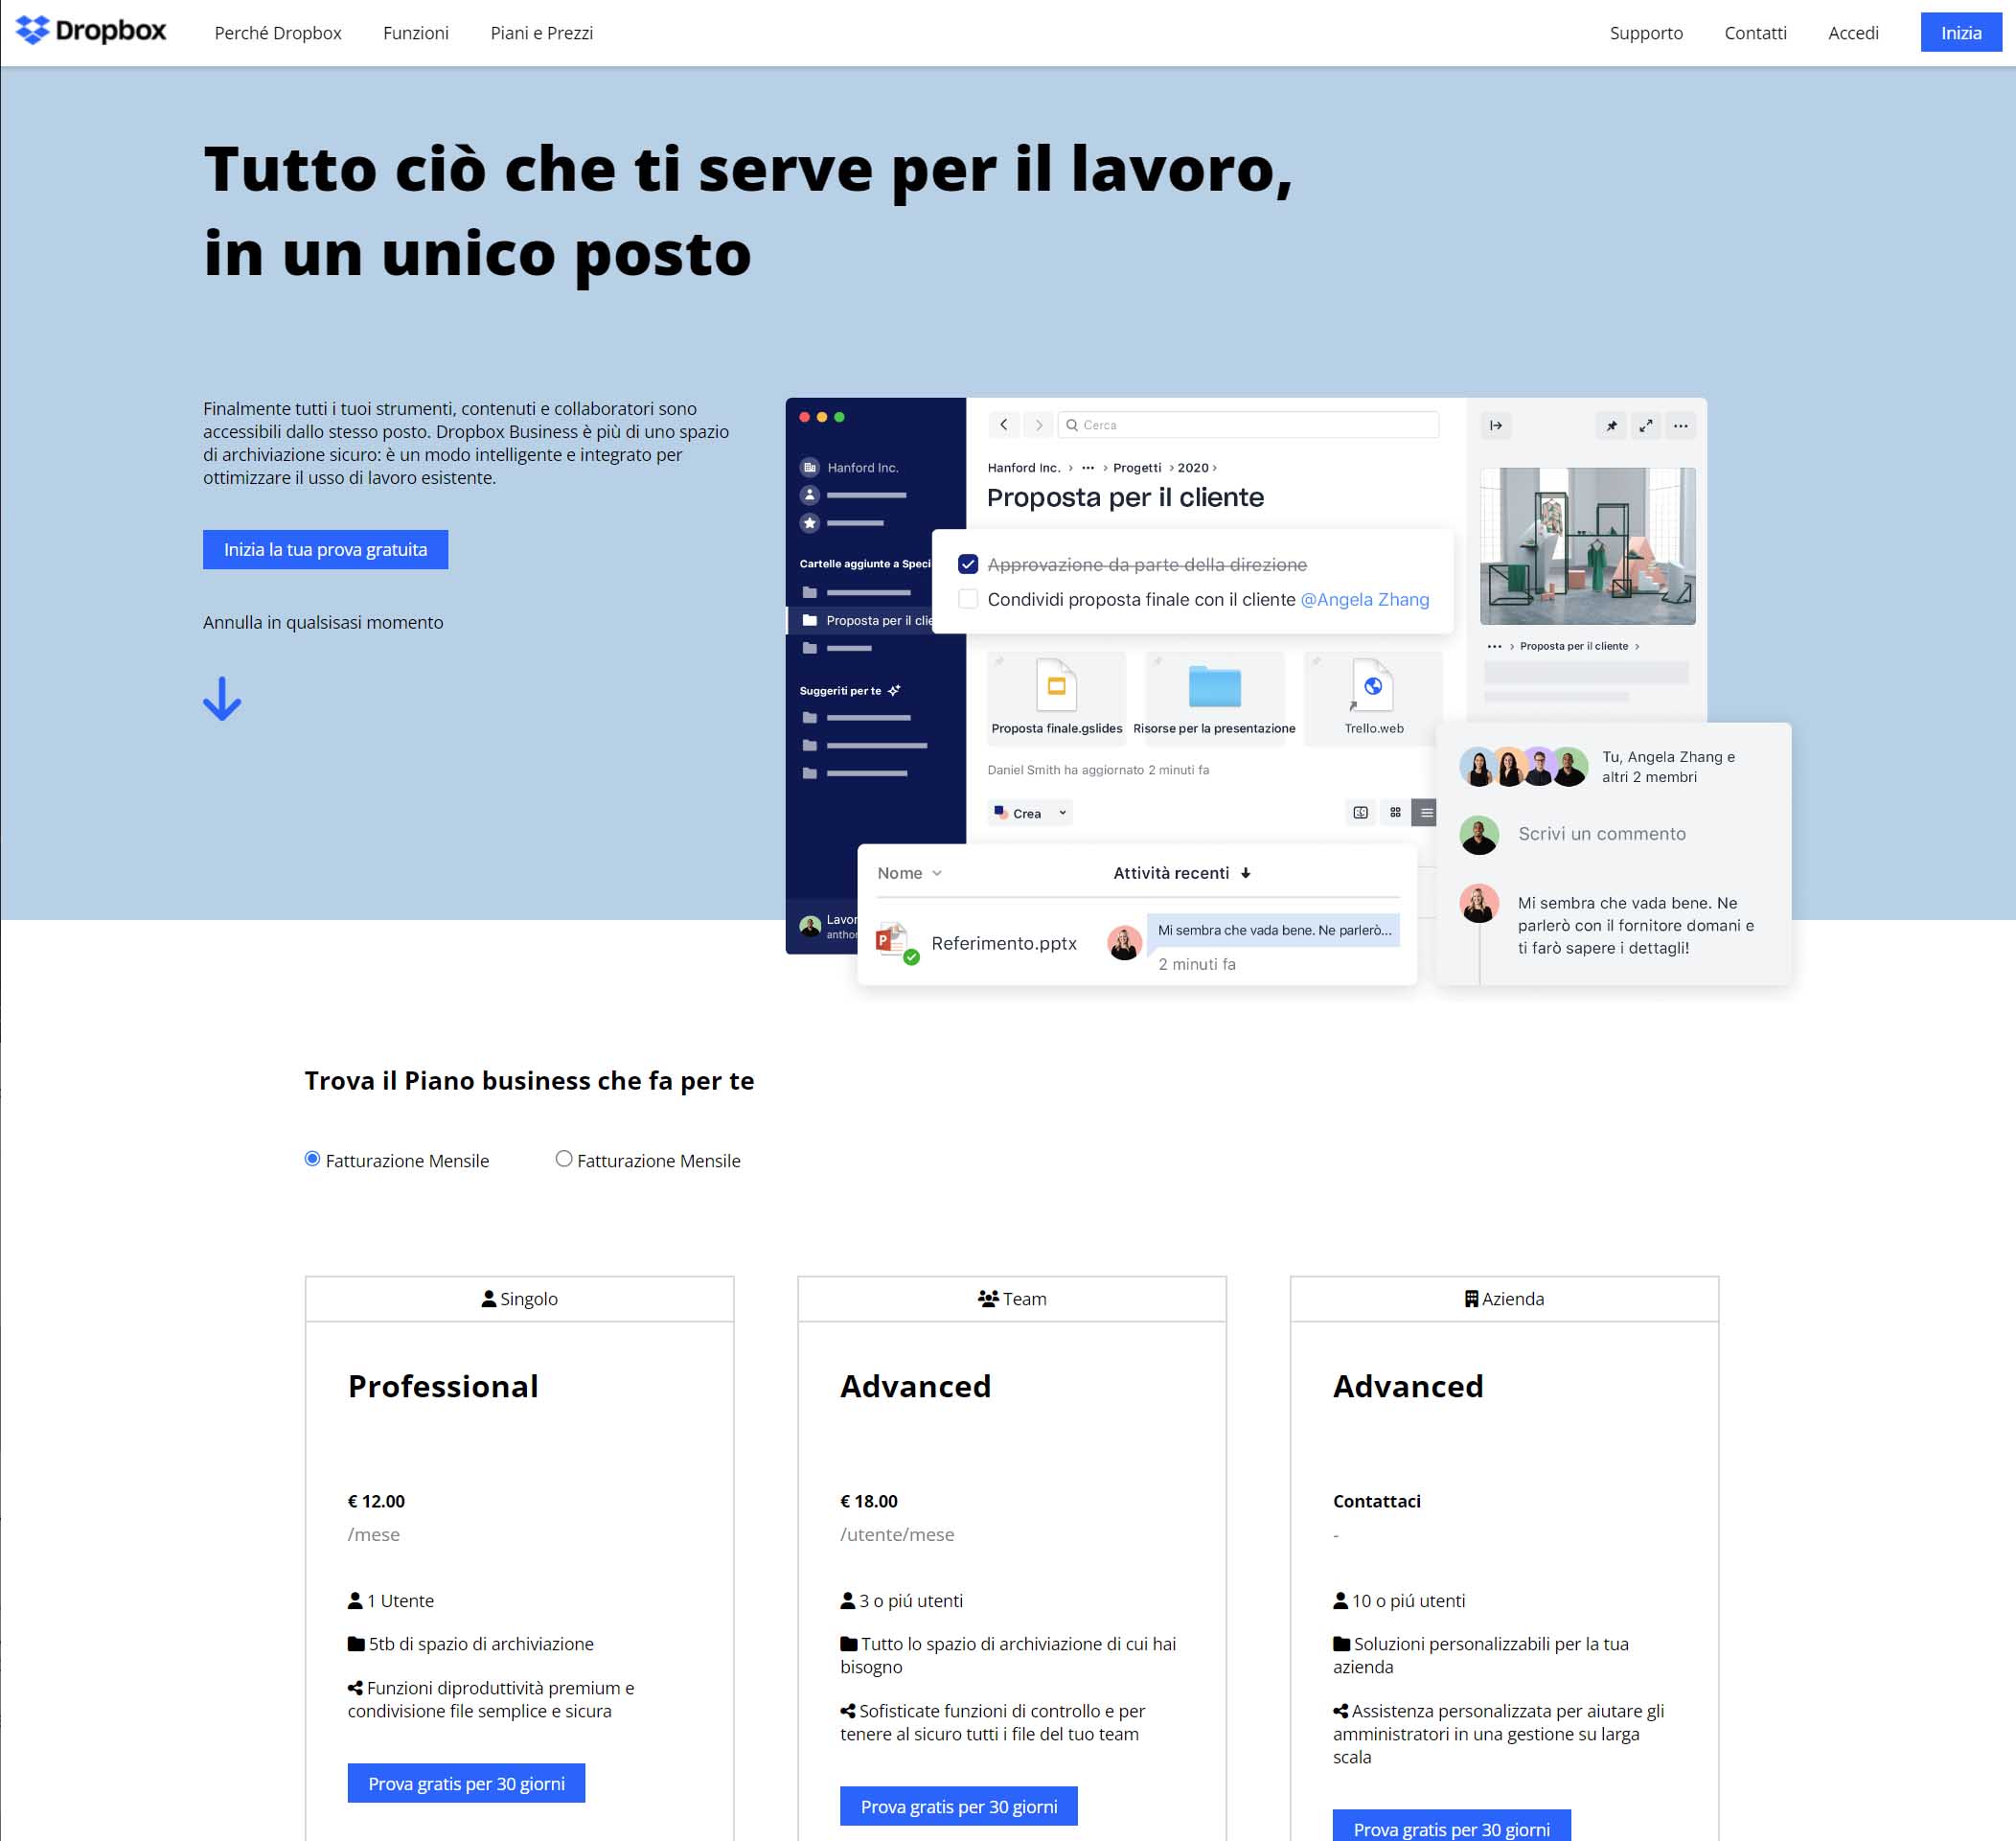 Dropbox
Perché Dropbox
Funzioni
Piani e Prezzi
Supporto
Contatti
Accedi
Inizia
Tutto ciò che ti serve per il lavoro,
in un unico posto
Finalmente tutti i tuoi strumenti, contenuti e collaboratori sono
accessibili dallo stesso posto. Dropbox Business è più di uno spazio
di archiviazione sicuro: è un modo intelligente e integrato per
ottimizzare il usso di lavoro esistente.
Inizia la tua prova gratuita
Annulla in qualsisasi momento
Hanford Inc.
Cartelle aggiunte a Speci
Proposta per il clie
Suggeriti per te
Lavor
anthor
Cerca
Hanford Inc. › ••• › Progetti › 2020 ›
Proposta per il cliente
Approvazione da parte della direzione
Condividi proposta finale con il cliente @Angela Zhang
Proposta finale.gslides
Risorse per la presentazione
Trello.web
Daniel Smith ha aggiornato 2 minuti fa
Crea
Nome
Attività recenti
Referimento.pptx
Mi sembra che vada bene. Ne parlerò...
2 minuti fa
••• › Proposta per il cliente ›
Tu, Angela Zhang e
altri 2 membri
Scrivi un commento
Mi sembra che vada bene. Ne
parlerò con il fornitore domani e
ti farò sapere i dettagli!
Trova il Piano business che fa per te
Fatturazione Mensile
Fatturazione Mensile
Singolo
Professional
€ 12.00
/mese
1 Utente
5tb di spazio di archiviazione
Funzioni diproduttività premium e
condivisione file semplice e sicura
Prova gratis per 30 giorni
Team
Advanced
€ 18.00
/utente/mese
3 o piú utenti
Tutto lo spazio di archiviazione di cui hai
bisogno
Sofisticate funzioni di controllo e per
tenere al sicuro tutti i file del tuo team
Prova gratis per 30 giorni
Azienda
Advanced
Contattaci
-
10 o piú utenti
Soluzioni personalizzabili per la tua
azienda
Assistenza personalizzata per aiutare gli
amministratori in una gestione su larga
scala
Prova gratis per 30 giorni